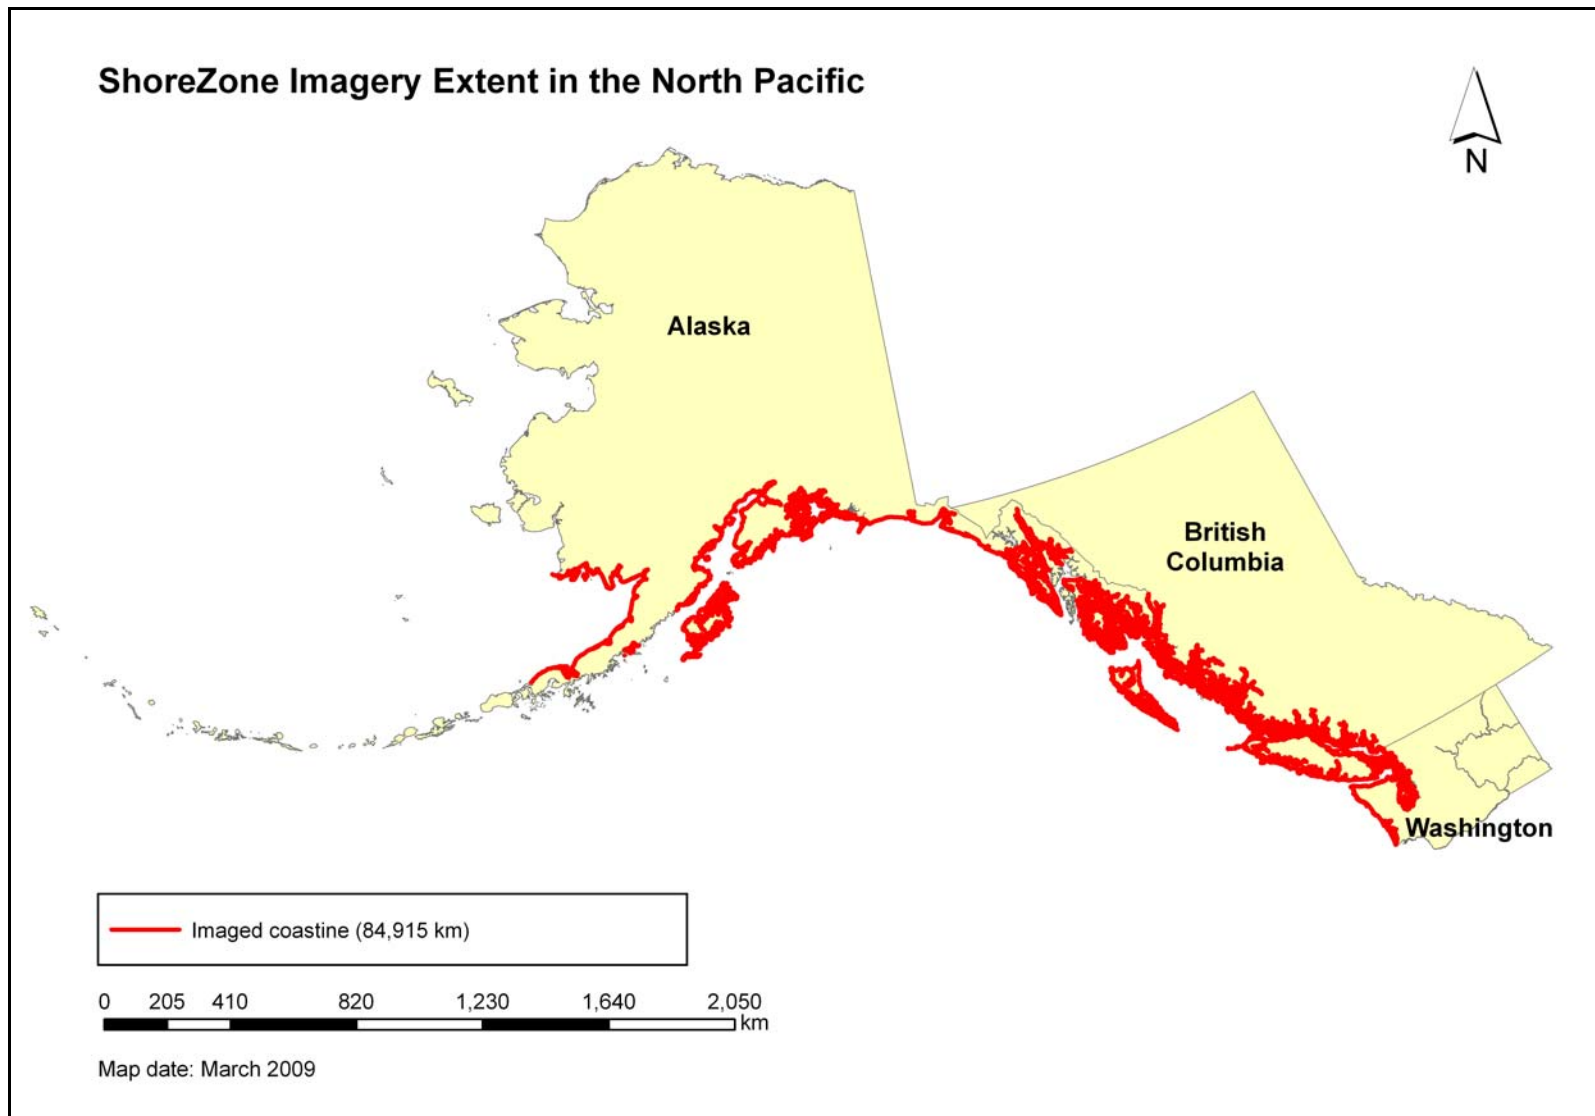 ShoreZone Imagery Extent in the North Pacific
N
Alaska
British
Columbia
Washington
Imaged coastine (84,915 km)
0 205 410 820 1,230 1,640 2,050
km
Map date: March 2009